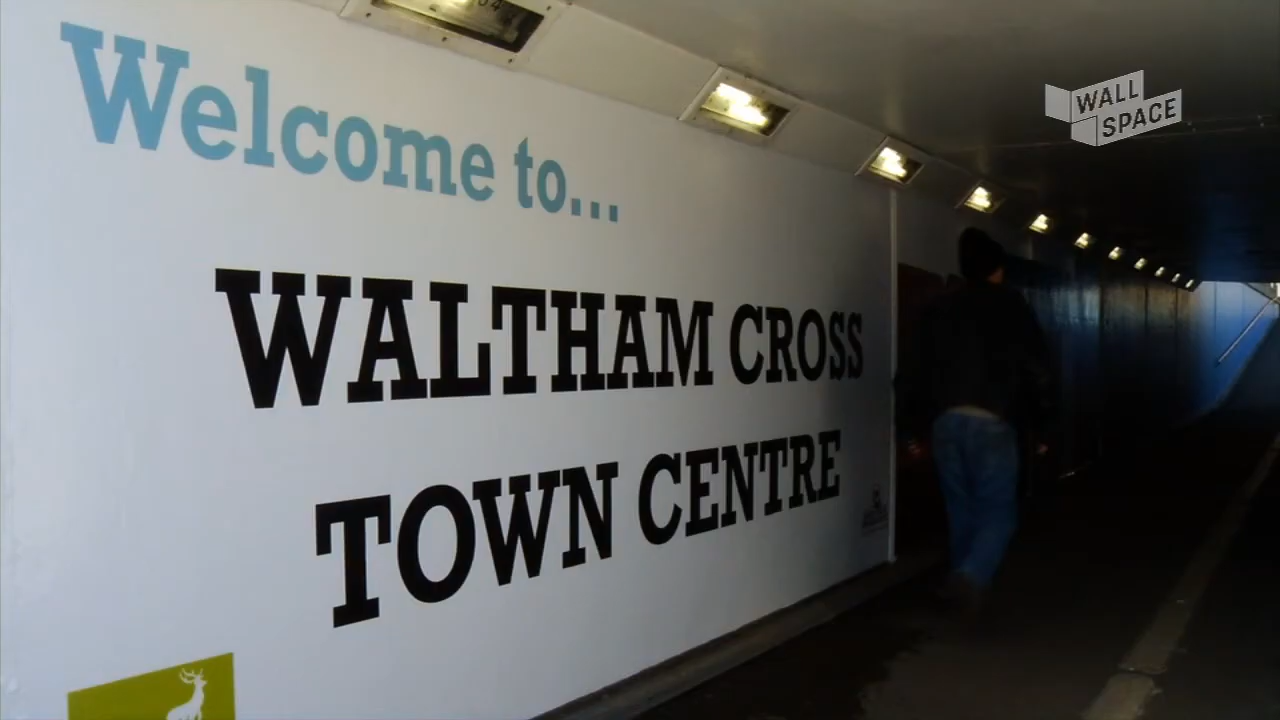 Welcome to...
WALTHAM CROSS
TOWN CENTRE
WALL
SPACE